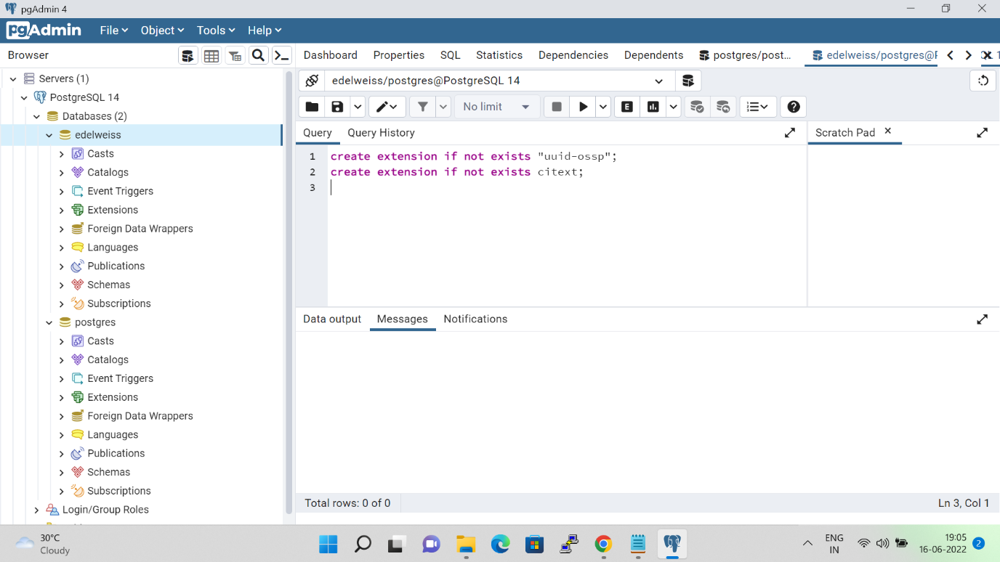 pgAdmin 4
pgAdmin File Object Tools Help
Browser
Dashboard Properties SQL Statistics Dependencies Dependents postgres/post... edelweiss/postgres@
Servers (1)
PostgreSQL 14
Databases (2)
edelweiss
Casts
Catalogs
Event Triggers
Extensions
Foreign Data Wrappers
Languages
Publications
Schemas
Subscriptions
postgres
Casts
Catalogs
Event Triggers
Extensions
Foreign Data Wrappers
Languages
Publications
Schemas
Subscriptions
Login/Group Roles
edelweiss/postgres@PostgreSQL 14
No limit
E
Query Query History
Scratch Pad
1 create extension if not exists "uuid-ossp";
2 create extension if not exists citext;
3
Data output Messages Notifications
Total rows: 0 of 0
Ln 3, Col 1
30°C
Cloudy
ENG
IN
19:05
16-06-2022
2